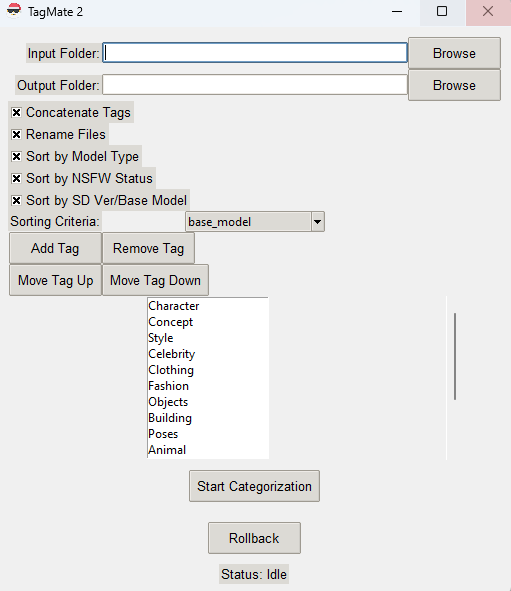 TagMate 2
Input Folder:
Browse
Output Folder:
Browse
Concatenate Tags
Rename Files
Sort by Model Type
Sort by NSFW Status
Sort by SD Ver/Base Model
Sorting Criteria:
base_model
Add Tag
Remove Tag
Move Tag Up
Move Tag Down
Character
Concept
Style
Celebrity
Clothing
Fashion
Objects
Building
Poses
Animal
Start Categorization
Rollback
Status: Idle